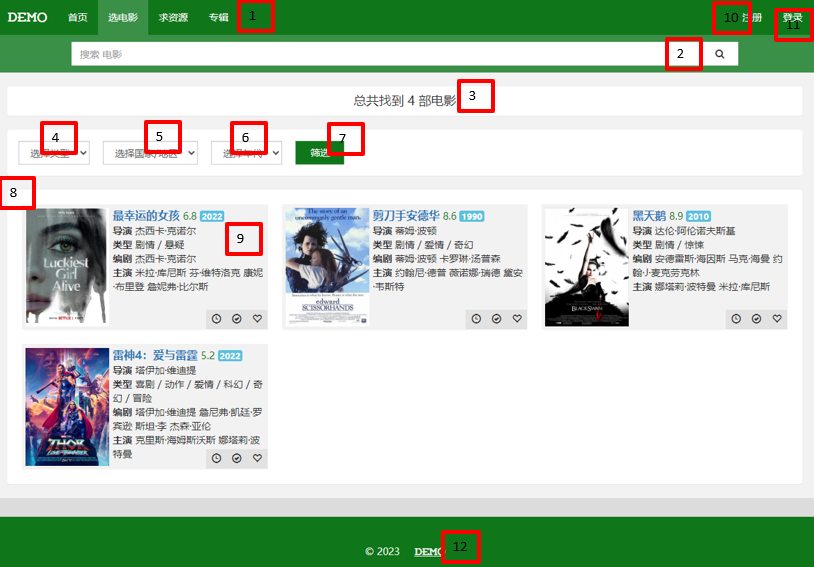 DEMO 首页 选电影 求资源 专辑 1 10 注册 登录 11
搜索 电影 2
总共找到 4 部电影 3
4 5 6 7
选择类型 选择国家/地区 选择年代 筛选
8
最幸运的女孩 6.8 2022
导演 杰西卡·克诺尔
类型 剧情 / 悬疑
编剧 杰西卡·克诺尔
主演 米拉·库尼斯 芬·维特洛克 康妮
·布里登 詹妮弗·比尔斯
9
Luckiest
Girl
Alive
NETFLIX
剪刀手安德华 8.6 1990
导演 蒂姆·波顿
类型 剧情 / 爱情 / 奇幻
编剧 蒂姆·波顿 卡罗琳·汤普森
主演 约翰尼·德普 薇诺娜·瑞德 黛安
·韦斯特
The story of an
uncommonly gentle man.
edward
SCISSORHANDS
黑天鹅 8.9 2010
导演 达伦·阿伦诺夫斯基
类型 剧情 / 惊悚
编剧 安德雷斯·海因斯 马克·海曼 约
翰·J·麦克劳克林
主演 娜塔莉·波特曼 米拉·库尼斯
BLACK SWAN
雷神4：爱与雷霆 5.2 2022
导演 塔伊加·维迪提
类型 喜剧 / 动作 / 爱情 / 科幻 / 奇
幻 / 冒险
编剧 塔伊加·维迪提 詹尼弗·凯廷·罗
宾逊 斯坦·李 杰森·亚伦
主演 克里斯·海姆斯沃斯 娜塔莉·波
特曼
THOR
LOVE AND THUNDER
© 2023 DEMO 12